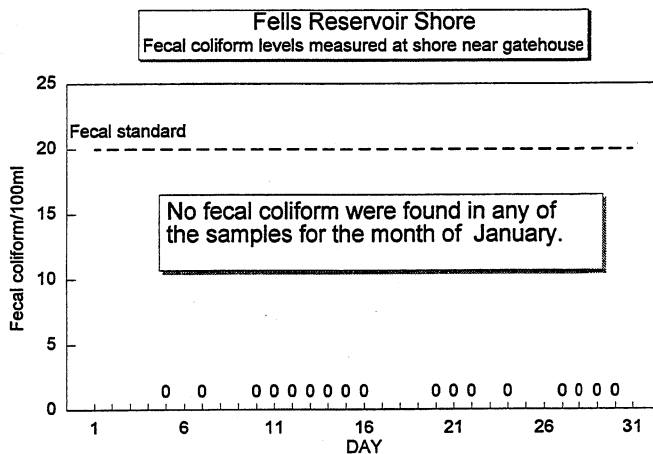 Fells Reservoir Shore
Fecal coliform levels measured at shore near gatehouse
25
Fecal standard
20
No fecal coliform were found in any of
the samples for the month of January.
15
10
5
0
Fecal coliform/100ml
0 0 0 0 0 0 0 0 0 0 0 0 0 0 0 0 0
1 6 11 16 21 26 31
DAY